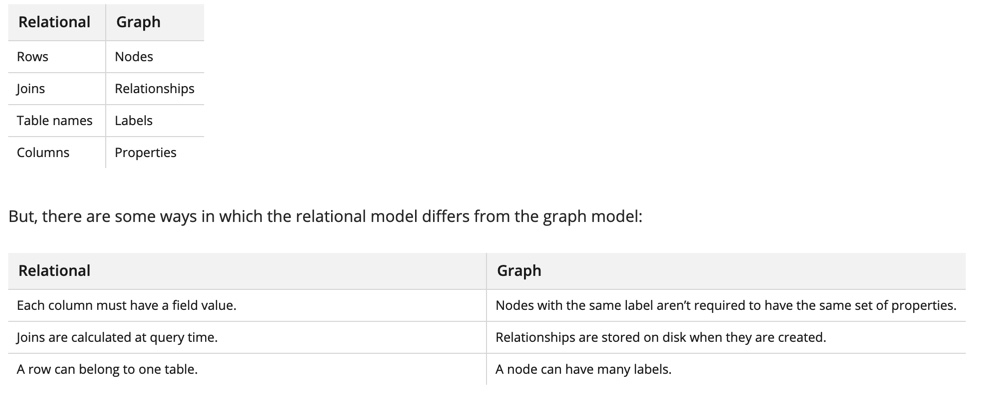 Relational Graph
Rows Nodes
Joins Relationships
Table names Labels
Columns Properties
But, there are some ways in which the relational model differs from the graph model:
Relational Graph
Each column must have a field value. Nodes with the same label aren’t required to have the same set of properties.
Joins are calculated at query time. Relationships are stored on disk when they are created.
A row can belong to one table. A node can have many labels.